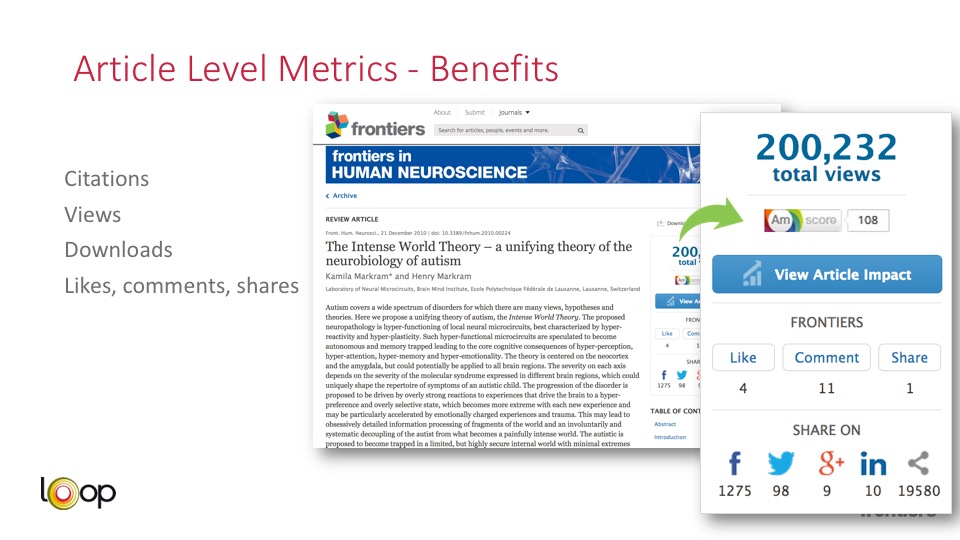 Article Level Metrics - Benefits
Citations
Views
Downloads
Likes, comments, shares
About Submit Journals
frontiers
Search for articles, people, events and more.
frontiers in
HUMAN NEUROSCIENCE
Archive
REVIEW ARTICLE
Front. Hum. Neurosci., 21 December 2010 | doi: 10.3389/fnhum.2010.00224
The Intense World Theory – a unifying theory of the
neurobiology of autism
Kamila Markram* and Henry Markram
Laboratory of Neural Microcircuits, Brain Mind Institute, Ecole Polytechnique Fédérale de Lausanne, Lausanne, Switzerland
Autism covers a wide spectrum of disorders for which there are many views, hypotheses and
theories. Here we propose a unifying theory of autism, the Intense World Theory. The proposed
neuropathology is hyper-functioning of local neural microcircuits, best characterized by hyper-
reactivity and hyper-plasticity. Such hyper-functional microcircuits are speculated to become
autonomous and memory trapped leading to the core cognitive consequences of hyper-perception,
hyper-attention, hyper-memory and hyper-emotionality. The theory is centered on the neocortex
and the amygdala, but could potentially be applied to all brain regions. The severity on each axis
depends on the severity of the molecular syndrome expressed in different brain regions, which could
uniquely shape the repertoire of symptoms of an autistic child. The progression of the disorder is
proposed to be driven by overly strong reactions to experiences that drive the brain to a hyper-
preference and overly selective state, which becomes more extreme with each new experience and
may be particularly accelerated by emotionally charged experiences and trauma. This may lead to
obsessively detailed information processing of fragments of the world and an involuntarily and
systematic decoupling of the autist from what becomes a painfully intense world. The autistic is
proposed to become trapped in a limited, but highly secure internal world with minimal extremes
Downlo
200,
total
View A
FRON
Like Com
4 1
SHAR
1275 98
TABLE OF CONT
Abstract
Introduction
200,232
total views
Am score 108
View Article Impact
FRONTIERS
Like Comment Share
4 11 1
SHARE ON
f g+ in
1275 98 9 10 19580
loop
frontiers